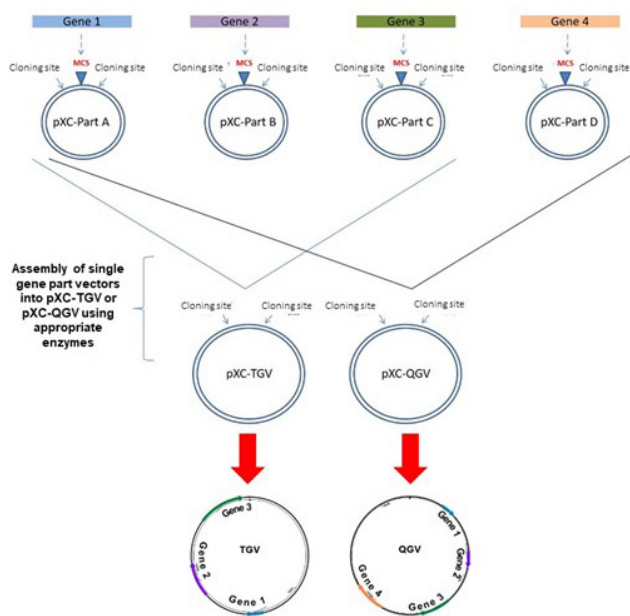 Gene 1
Gene 2
Gene 3
Gene 4
Cloning site MCS Cloning site
Cloning site MCS Cloning site
Cloning site MCS Cloning site
Cloning site MCS Cloning site
pXC-Part A
pXC-Part B
pXC-Part C
pXC-Part D
Assembly of single
gene part vectors
into pXC-TGV or
pXC-QGV using
appropriate
enzymes
Cloning site
Cloning site
Cloning site
Cloning site
pXC-TGV
pXC-QGV
Gene 3
TGV
Gene 2
Gene 1
Gene 1
QGV
Gene 2
Gene 4
Gene 3